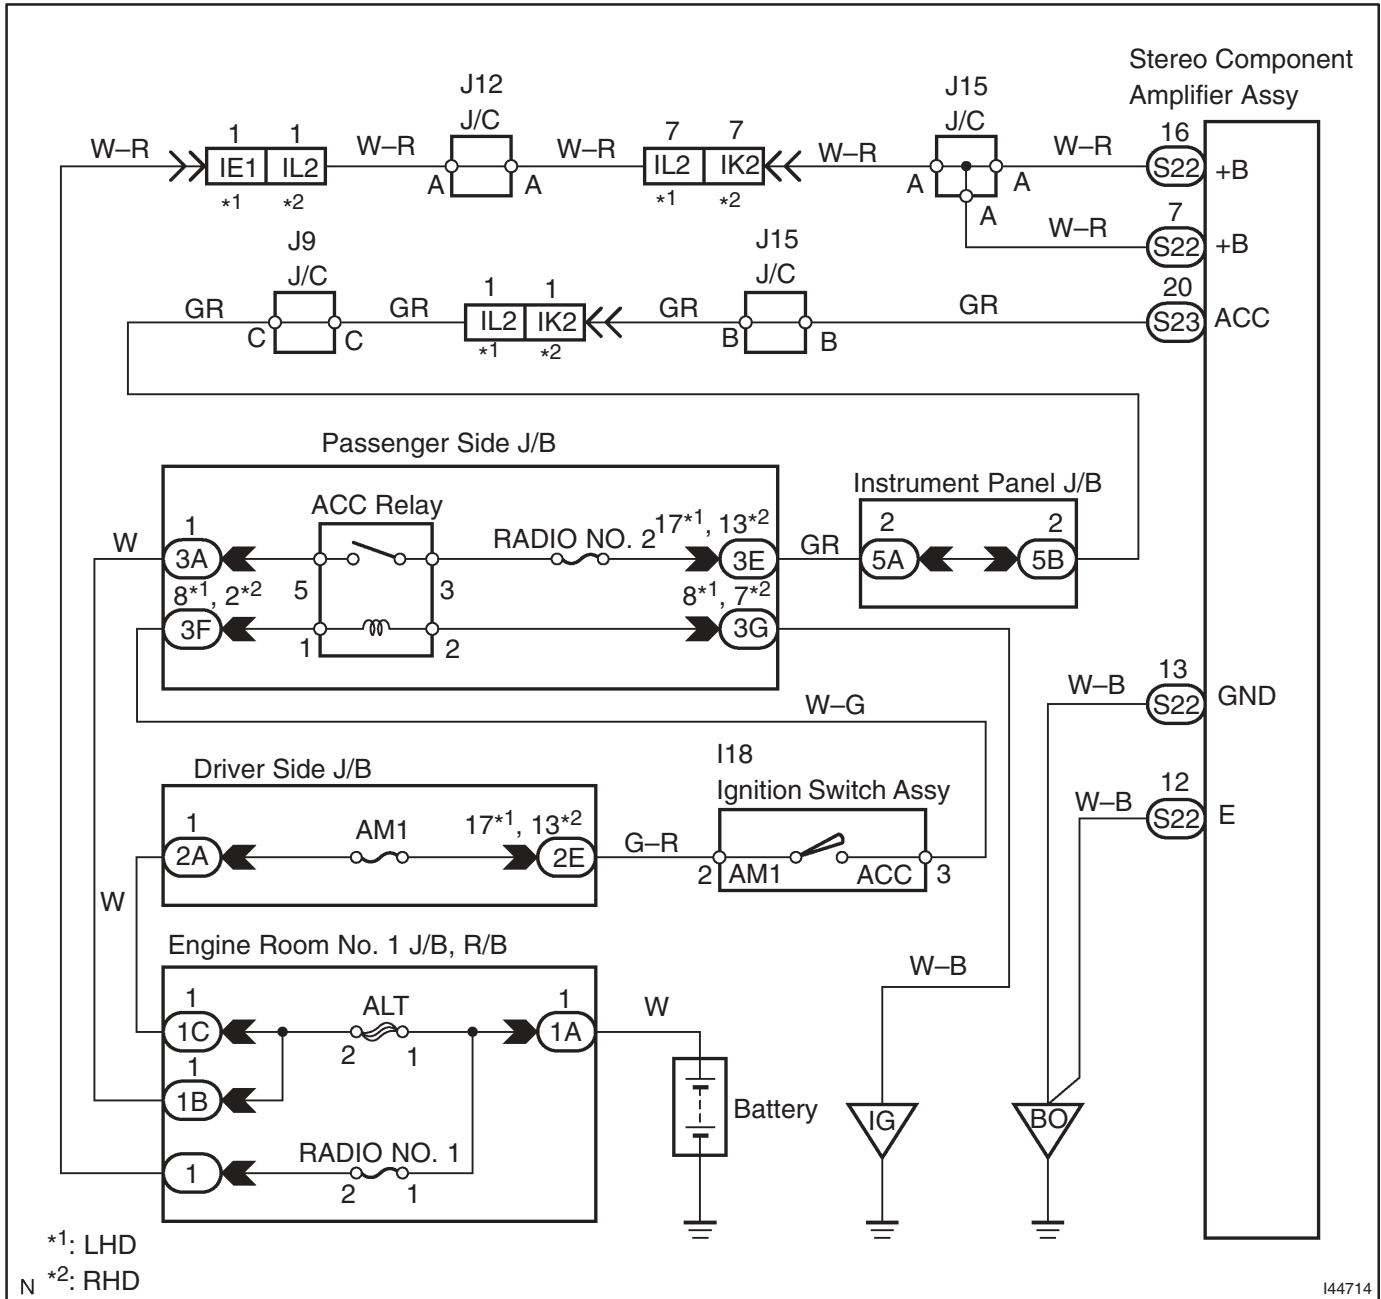 Stereo Component
Amplifier Assy
J12
J/C
J15
J/C
W–R
1
1
IE1
IL2
*1
*2
W–R
A
A
W–R
7
7
IL2
IK2
*1
*2
W–R
A
A
A
W–R
16
S22
+B
W–R
7
S22
+B
J9
J/C
J15
J/C
GR
C
C
GR
1
1
IL2
IK2
*1
*2
GR
B
B
GR
20
S23
ACC
Passenger Side J/B
ACC Relay
W
1
3A
5
3
RADIO NO. 2
17*1, 13*2
3E
GR
Instrument Panel J/B
2
2
5A
5B
8*1, 2*2
3F
1
2
8*1, 7*2
3G
W–G
W–B
13
S22
GND
W–B
12
S22
E
Driver Side J/B
1
2A
AM1
17*1, 13*2
2E
G–R
I18
Ignition Switch Assy
2
AM1
ACC
3
W
Engine Room No. 1 J/B, R/B
1
1C
ALT
2
1
1
1A
W
1
1B
RADIO NO. 1
1
2
1
Battery
W–B
IG
BO
*1: LHD
N
*2: RHD
I44714